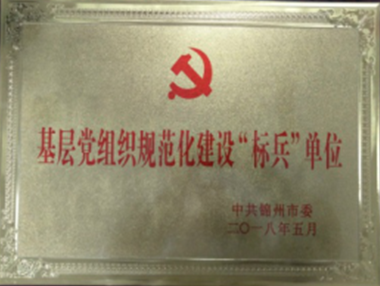 基层党组织规范化建设“标兵”单位
中共锦州市委
二〇一八年五月